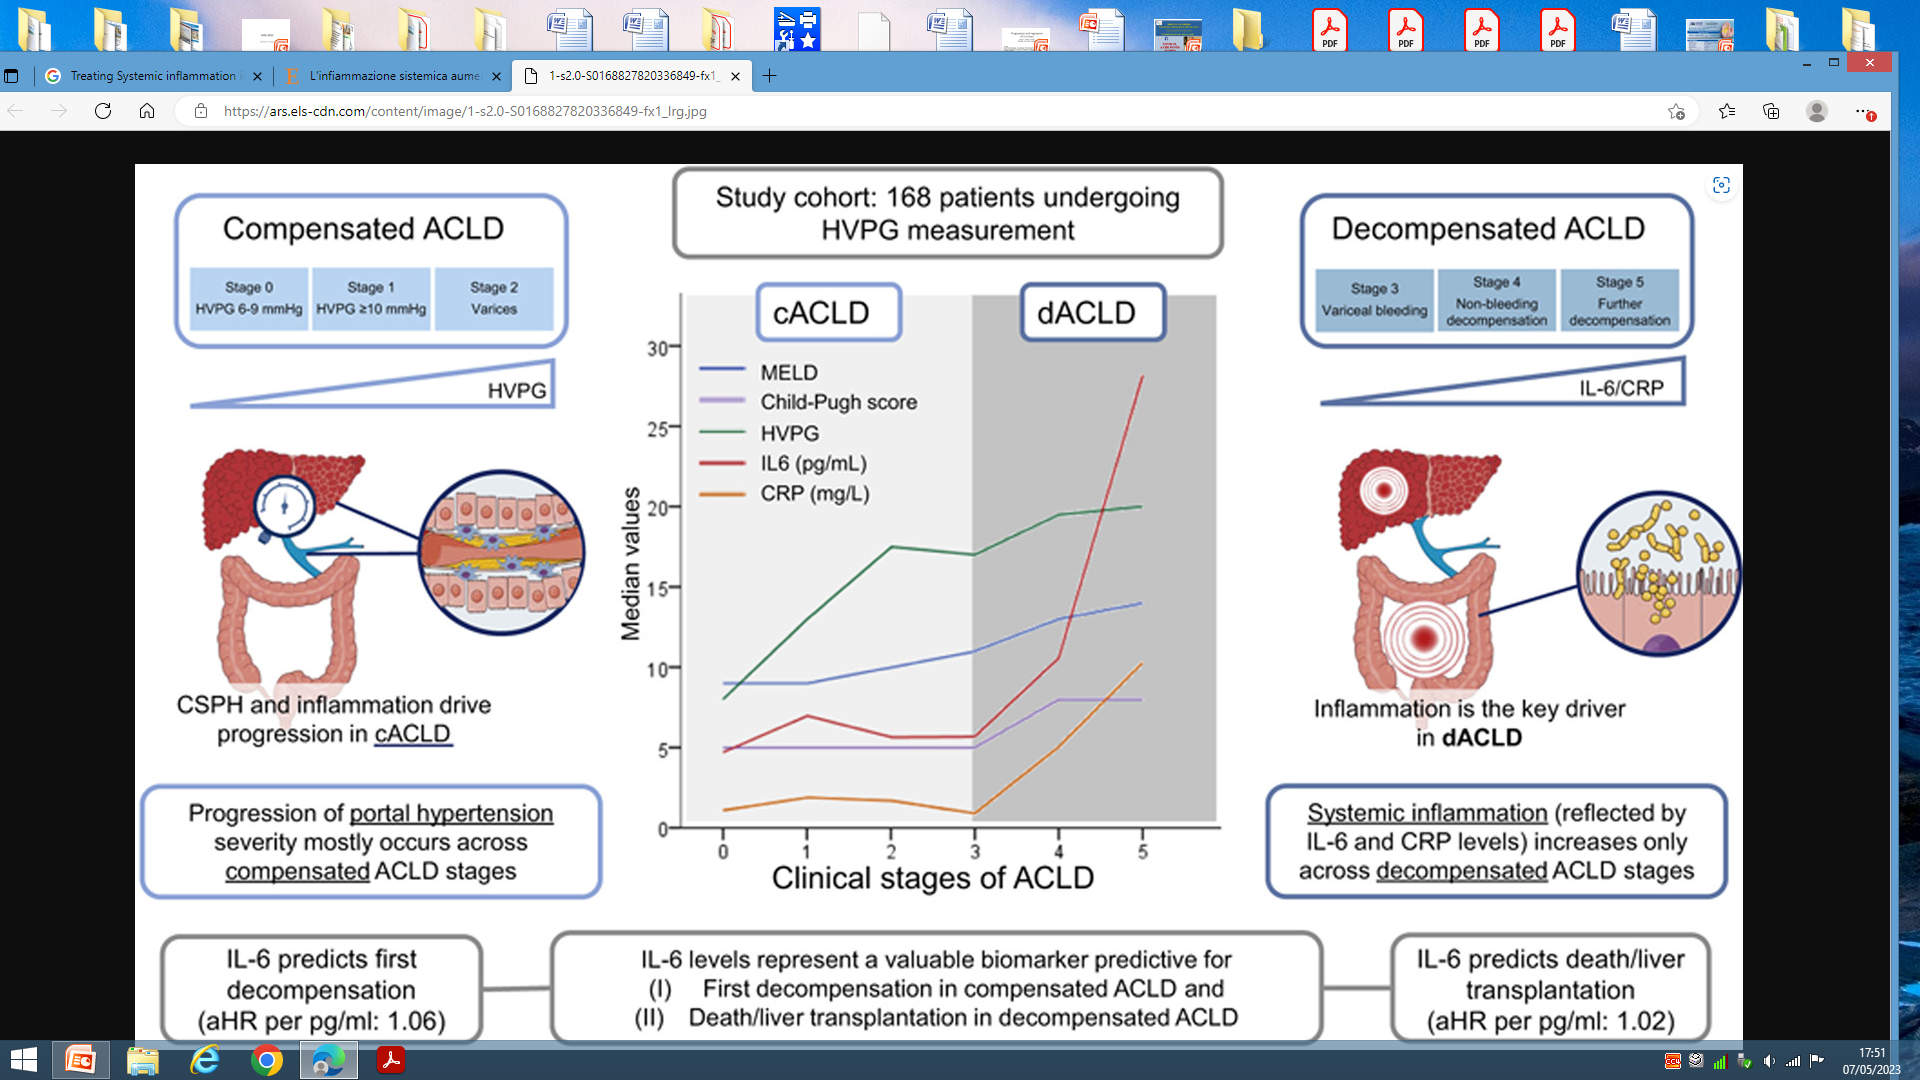 PDF
PDF
PDF
PDF
Treating Systemic inflammation i
L'infiammazione sistemica aume
1-s2.0-S0168827820336849-fx1_
https://ars.els-cdn.com/content/image/1-s2.0-S0168827820336849-fx1_lrg.jpg
Compensated ACLD
Stage 0
HVPG 6-9 mmHg
Stage 1
HVPG ≥10 mmHg
Stage 2
Varices
HVPG
CSPH and inflammation drive
progression in cACLD
Progression of portal hypertension
severity mostly occurs across
compensated ACLD stages
Study cohort: 168 patients undergoing
HVPG measurement
cACLD
dACLD
MELD
Child-Pugh score
HVPG
IL6 (pg/mL)
CRP (mg/L)
Median values
30
25
20
15
10
5
0
0 1 2 3 4 5
Clinical stages of ACLD
Decompensated ACLD
Stage 3
Variceal bleeding
Stage 4
Non-bleeding
decompensation
Stage 5
Further
decompensation
IL-6/CRP
Inflammation is the key driver
in dACLD
Systemic inflammation (reflected by
IL-6 and CRP levels) increases only
across decompensated ACLD stages
IL-6 predicts first
decompensation
(aHR per pg/ml: 1.06)
IL-6 levels represent a valuable biomarker predictive for
(I) First decompensation in compensated ACLD and
(II) Death/liver transplantation in decompensated ACLD
IL-6 predicts death/liver
transplantation
(aHR per pg/ml: 1.02)
17:51
07/05/2023